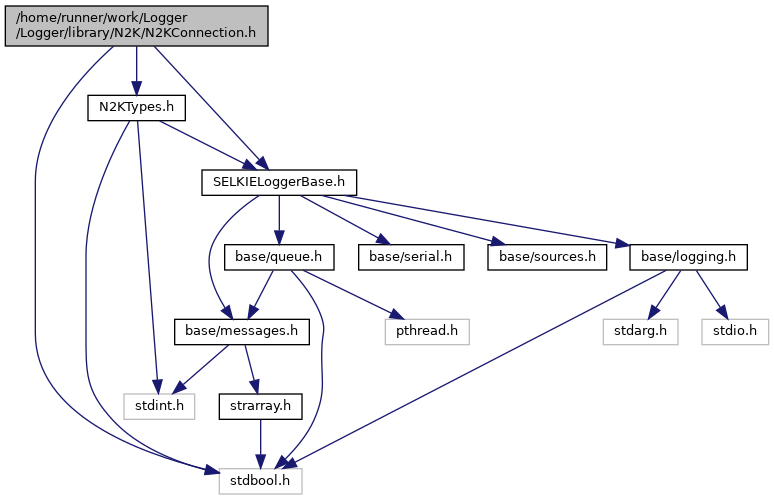 /home/runner/work/Logger
/Logger/library/N2K/N2KConnection.h
N2KTypes.h
SELKIELoggerBase.h
base/queue.h
base/serial.h
base/sources.h
base/logging.h
base/messages.h
pthread.h
stdarg.h
stdio.h
stdint.h
strarray.h
stdbool.h